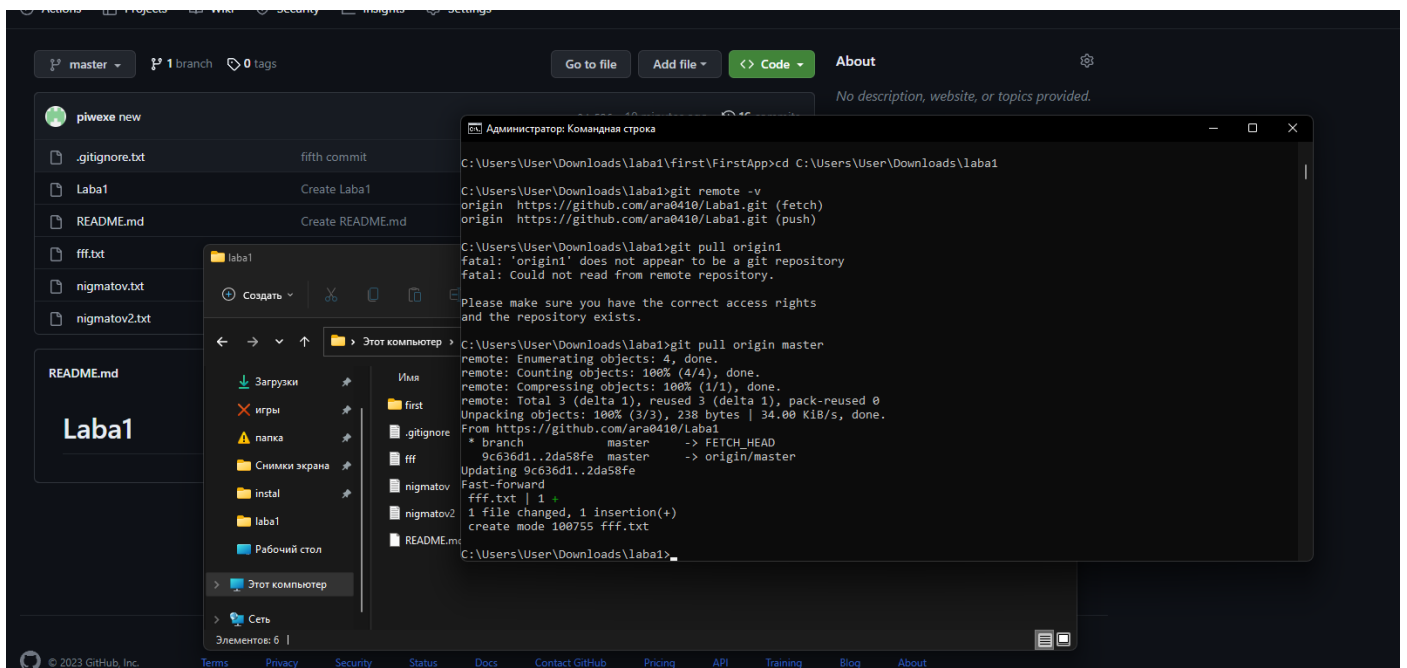 Actions Projects Wiki Security Insights Settings
master 1 branch 0 tags Go to file Add file <> Code About
No description, website, or topics provided.
piwexe new
.gitignore.txt fifth commit
Laba1 Create Laba1
README.md Create README.md
fff.txt
nigmatov.txt
nigmatov2.txt
README.md
Laba1
laba1
Создать
Этот компьютер
Загрузки
игры
папка
Снимки экрана
instal
laba1
Рабочий стол
Этот компьютер
Сеть
Имя
first
.gitignore
fff
nigmatov
nigmatov2
Элементов: 6
Администратор: Командная строка
C:\Users\User\Downloads\laba1\first\FirstApp>cd C:\Users\User\Downloads\laba1
C:\Users\User\Downloads\laba1>git remote -v
origin https://github.com/ara0410/Laba1.git (fetch)
origin https://github.com/ara0410/Laba1.git (push)
C:\Users\User\Downloads\laba1>git pull origin1
fatal: 'origin1' does not appear to be a git repository
fatal: Could not read from remote repository.
Please make sure you have the correct access rights
and the repository exists.
C:\Users\User\Downloads\laba1>git pull origin master
remote: Enumerating objects: 4, done.
remote: Counting objects: 100% (4/4), done.
remote: Compressing objects: 100% (1/1), done.
remote: Total 3 (delta 1), reused 3 (delta 1), pack-reused 0
Unpacking objects: 100% (3/3), 238 bytes | 34.00 KiB/s, done.
From https://github.com/ara0410/Laba1
* branch master -> FETCH_HEAD
9c636d1..2da58fe master -> origin/master
Updating 9c636d1..2da58fe
Fast-forward
fff.txt | 1 +
1 file changed, 1 insertion(+)
create mode 100755 fff.txt
C:\Users\User\Downloads\laba1>
© 2023 GitHub, Inc. Terms Privacy Security Status Docs Contact GitHub Pricing API Training Blog About